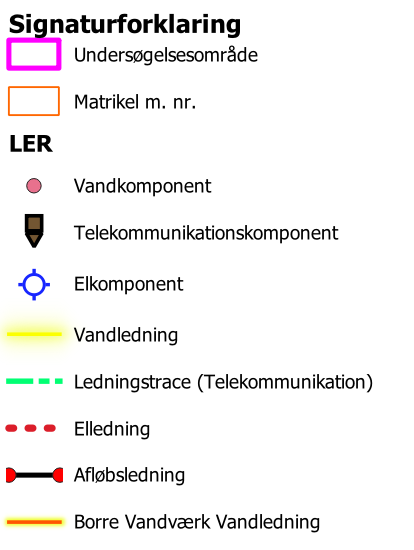 Signaturforklaring
Undersøgelsesområde
Matrikel m. nr.
LER
Vandkomponent
Telekommunikationskomponent
Elkomponent
Vandledning
Ledningstrace (Telekommunikation)
Elledning
Afløbsledning
Borre Vandværk Vandledning